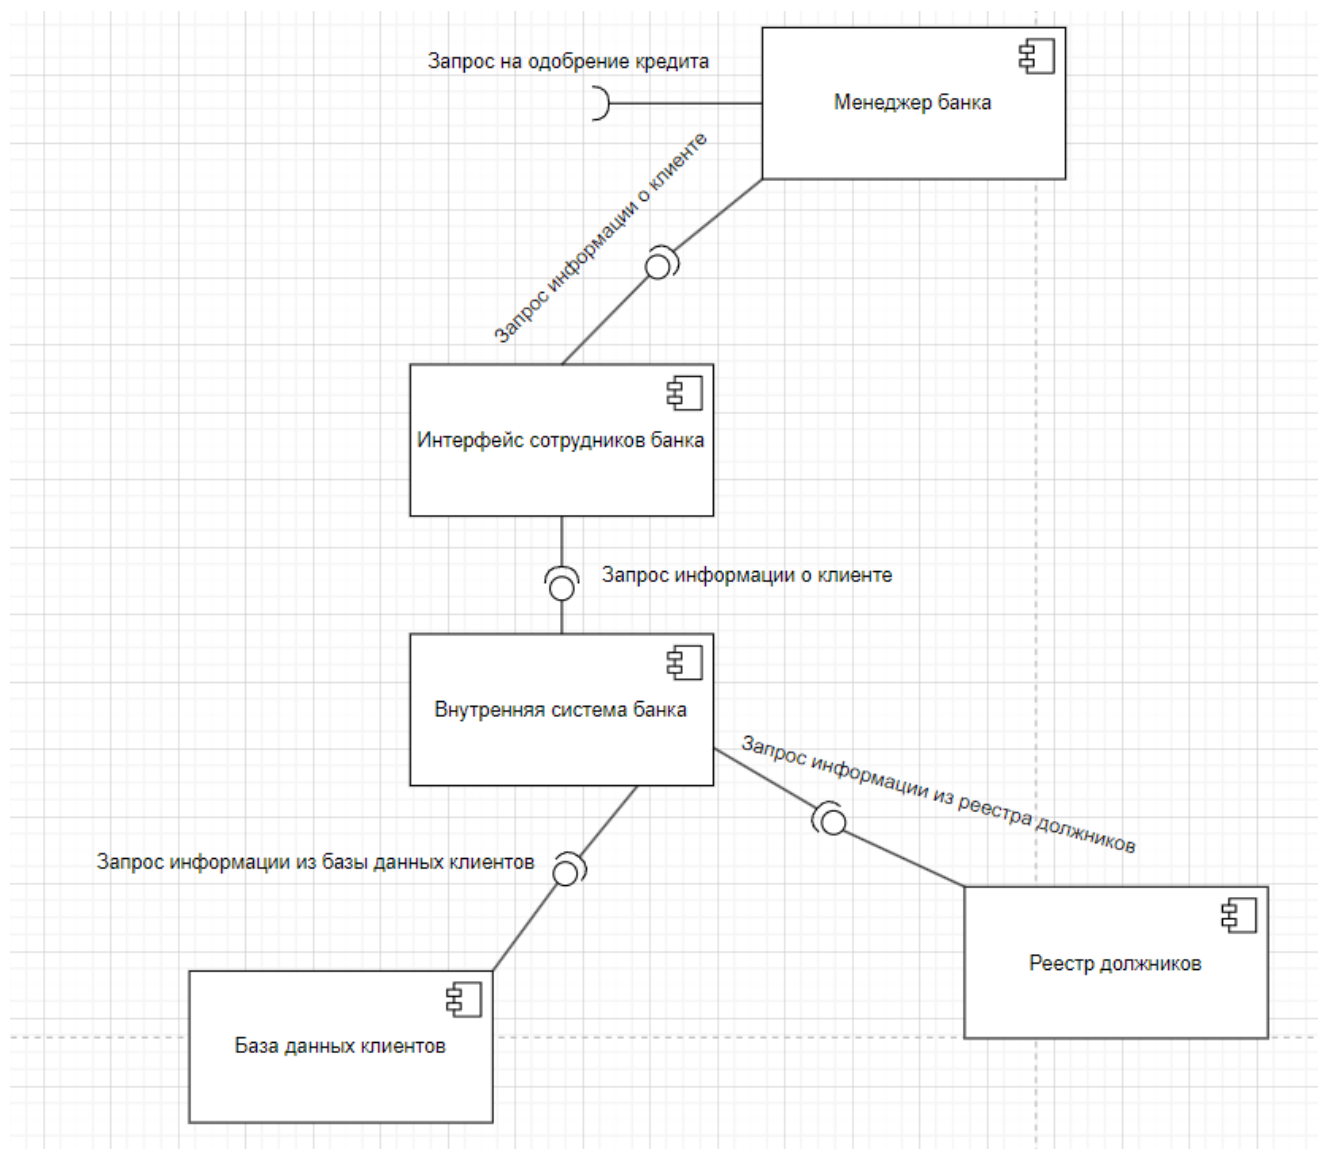 Запрос на одобрение кредита
Менеджер банка
Запрос информации о клиенте
Интерфейс сотрудников банка
Запрос информации о клиенте
Внутренняя система банка
Запрос информации из реестра должников
Запрос информации из базы данных клиентов
Реестр должников
База данных клиентов